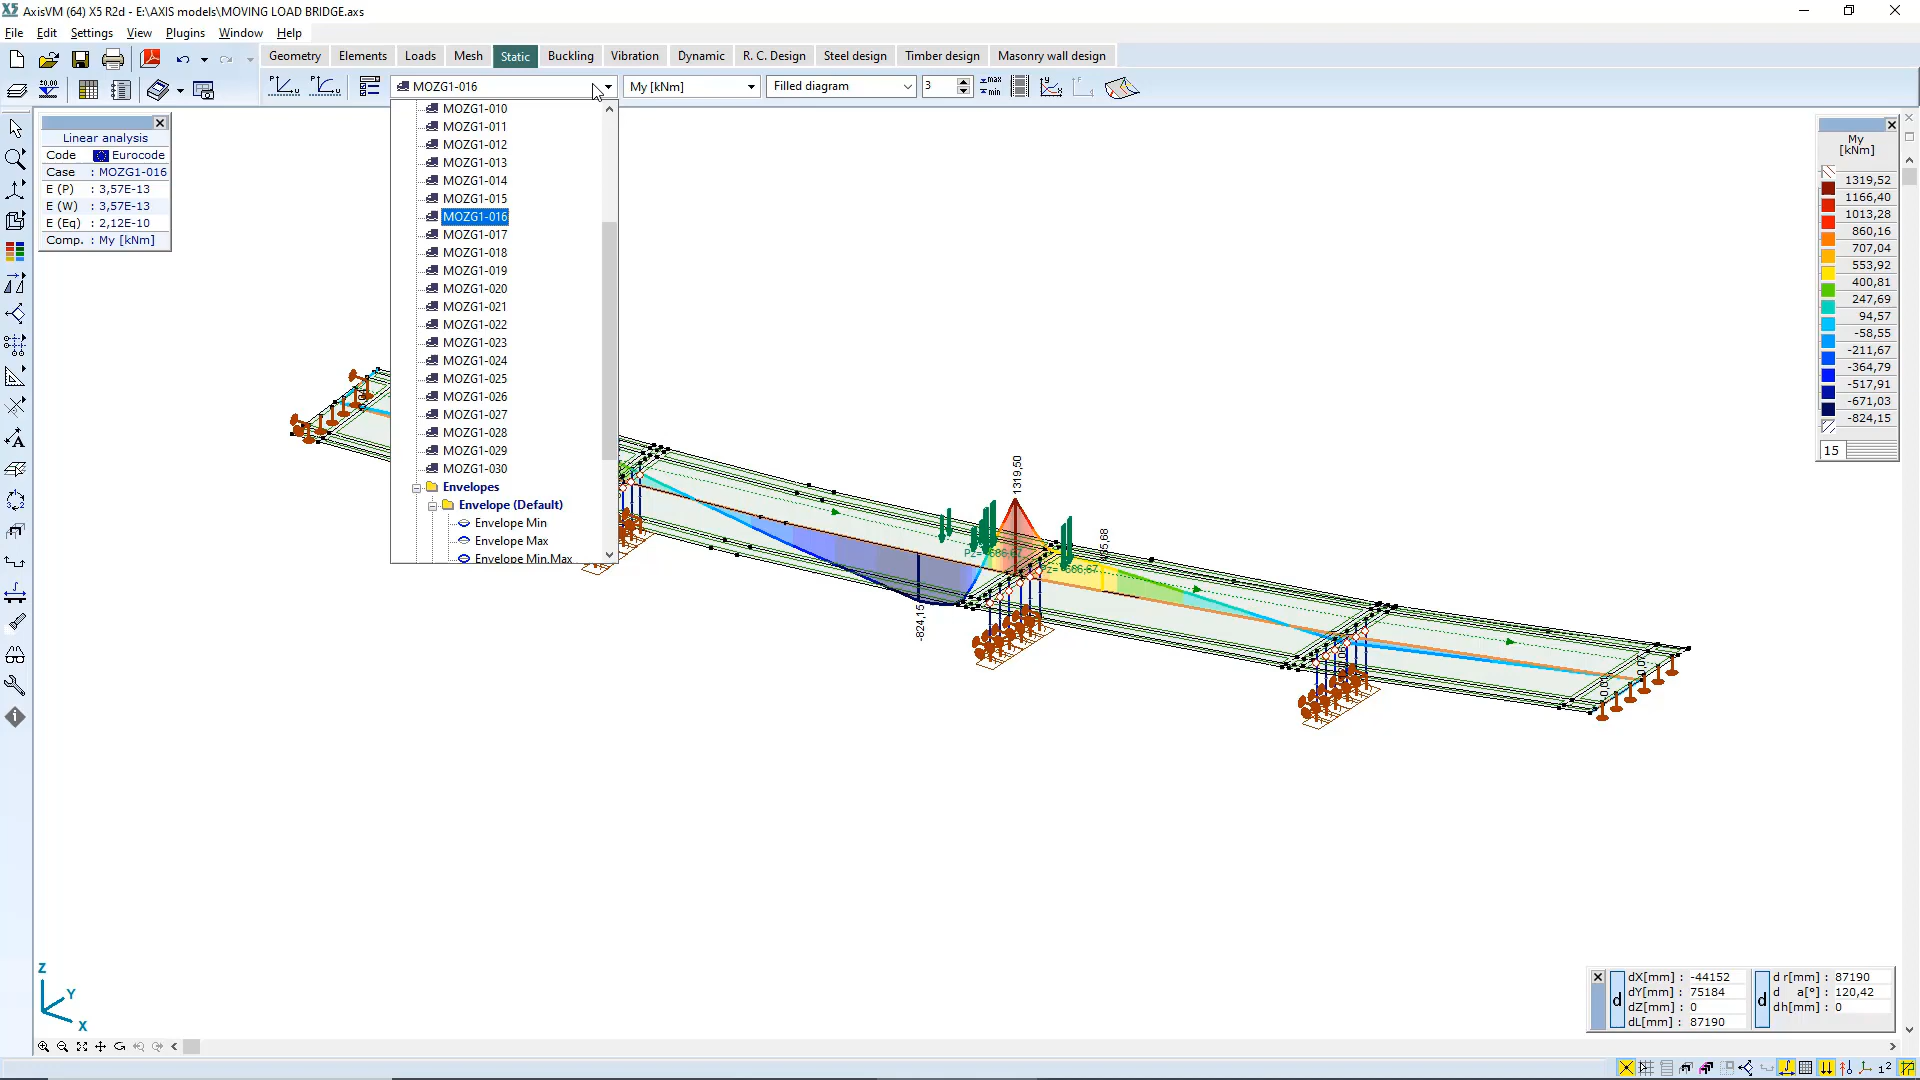 AxisVM (64) X5 R2d - E:\AXIS models\MOVING LOAD BRIDGE.axs
File Edit Settings View Plugins Window Help
Geometry Elements Loads Mesh Static Buckling Vibration Dynamic R. C. Design Steel design Timber design Masonry wall design
MOZG1-016 My [kNm] Filled diagram 3
Linear analysis
Code Eurocode
Case : MOZG1-016
E (P) : 3,57E-13
E (W) : 3,57E-13
E (Eq) : 2,12E-10
Comp. : My [kNm]
MOZG1-010
MOZG1-011
MOZG1-012
MOZG1-013
MOZG1-014
MOZG1-015
MOZG1-016
MOZG1-017
MOZG1-018
MOZG1-019
MOZG1-020
MOZG1-021
MOZG1-022
MOZG1-023
MOZG1-024
MOZG1-025
MOZG1-026
MOZG1-027
MOZG1-028
MOZG1-029
MOZG1-030
Envelopes
Envelope (Default)
Envelope Min
Envelope Max
Envelope Min,Max
My
[kNm]
1319,52
1166,40
1013,28
860,16
707,04
553,92
400,81
247,69
94,57
-58,55
-211,67
-364,79
-517,91
-671,03
-824,15
15
1319,50
-824,15
Z
Y
X
dX[mm] : -44152
dY[mm] : 75184
dZ[mm] : 0
dL[mm] : 87190
d r[mm] : 87190
d a[°] : 120,42
dh[mm] : 0